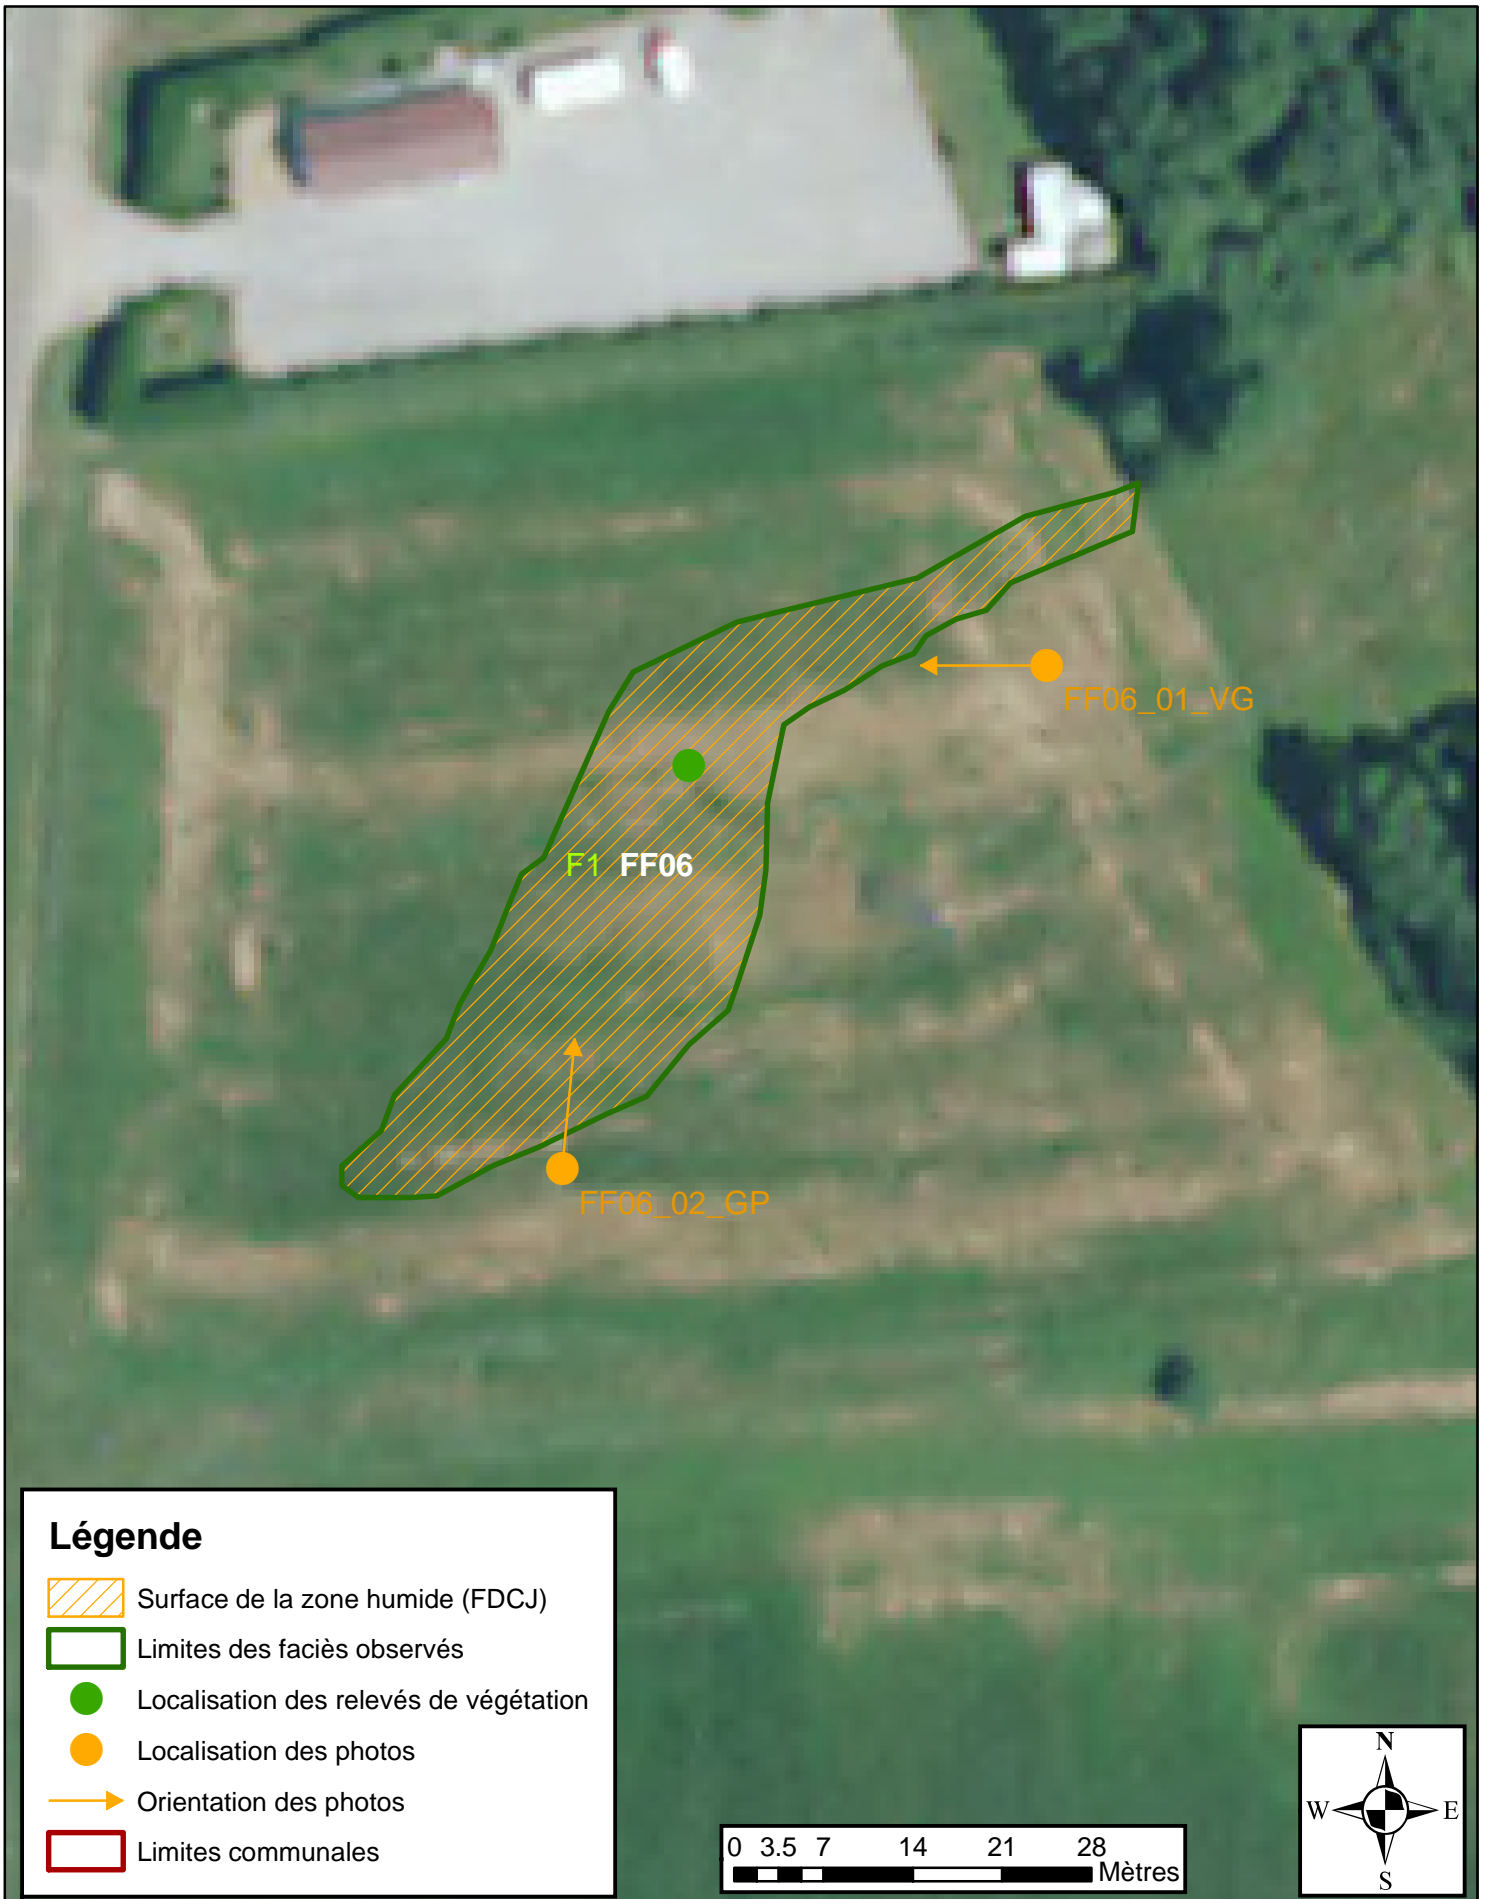 FF06_01_VG
F1 FF06
FF06_02_GP
Légende
Surface de la zone humide (FDCJ)
Limites des faciès observés
Localisation des relevés de végétation
Localisation des photos
Orientation des photos
Limites communales
0 3.5 7 14 21 28
Mètres
N
W E
S